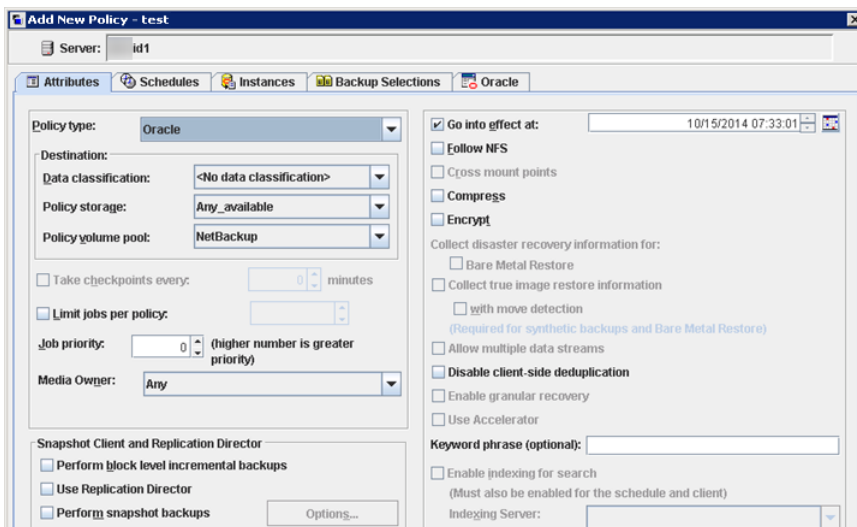 Add New Policy - test
Server: id1
Attributes Schedules Instances Backup Selections Oracle
Policy type: Oracle
Destination:
Data classification: <No data classification>
Policy storage: Any_available
Policy volume pool: NetBackup
Take checkpoints every: 0 minutes
Limit jobs per policy:
Job priority: 0 (higher number is greater
priority)
Media Owner: Any
Snapshot Client and Replication Director
Perform block level incremental backups
Use Replication Director
Perform snapshot backups Options...
Go into effect at: 10/15/2014 07:33:01
Follow NFS
Cross mount points
Compress
Encrypt
Collect disaster recovery information for:
Bare Metal Restore
Collect true image restore information
with move detection
(Required for synthetic backups and Bare Metal Restore)
Allow multiple data streams
Disable client-side deduplication
Enable granular recovery
Use Accelerator
Keyword phrase (optional):
Enable indexing for search
(Must also be enabled for the schedule and client)
Indexing Server: